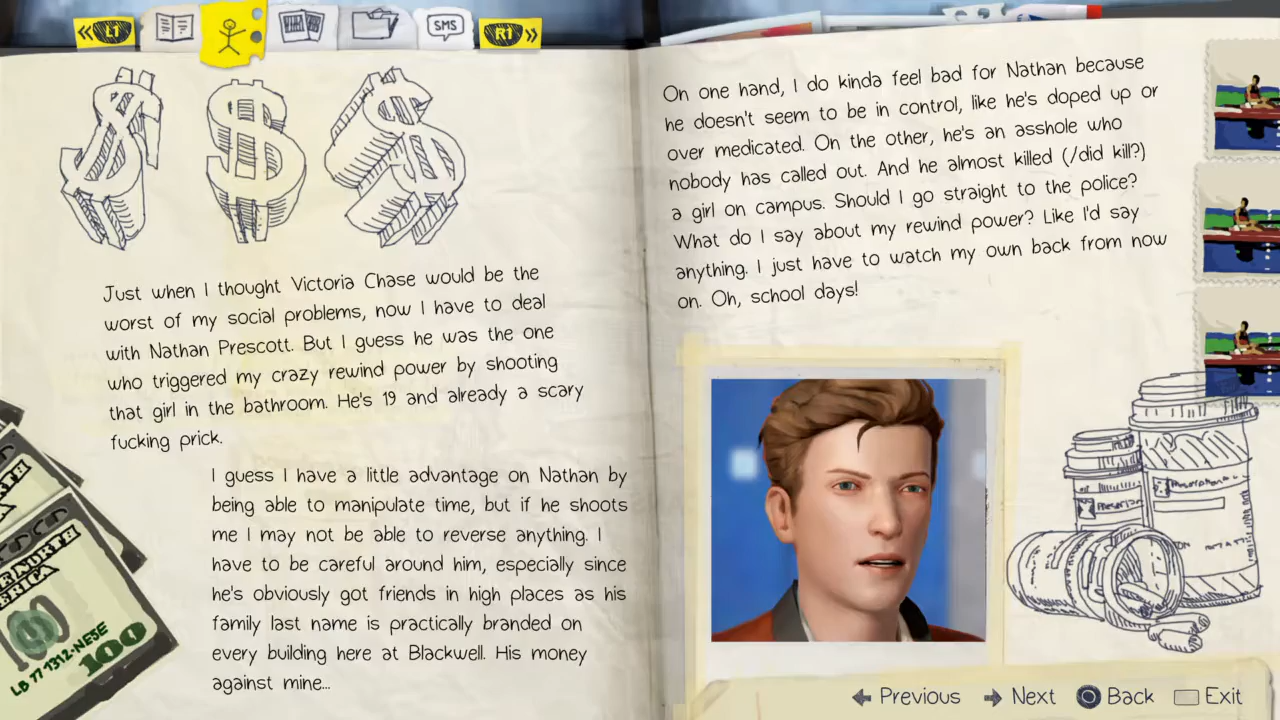 L1
SMS
R1
Just when I thought Victoria Chase would be the
worst of my social problems, now I have to deal
with Nathan Prescott. But I guess he was the one
who triggered my crazy rewind power by shooting
that girl in the bathroom. He's 19 and already a scary
fucking prick.
I guess I have a little advantage on Nathan by
being able to manipulate time, but if he shoots
me I may not be able to reverse anything. I
have to be careful around him, especially since
he's obviously got friends in high places as his
family last name is practically branded on
every building here at Blackwell. His money
against mine...
100
On one hand, I do kinda feel bad for Nathan because
he doesn't seem to be in control, like he's doped up or
over medicated. On the other, he's an asshole who
nobody has called out. And he almost killed (/did kill?)
a girl on campus. Should I go straight to the police?
What do I say about my rewind power? Like I'd say
anything. I just have to watch my own back from now
on. Oh, school days!
Previous
Next
Back
Exit